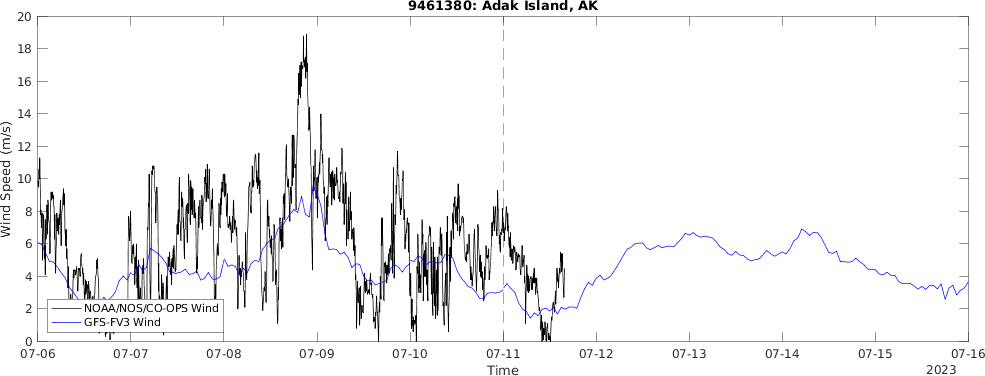 9461380: Adak Island, AK
Wind Speed (m/s)
20
18
16
14
12
10
8
6
4
2
0
NOAA/NOS/CO-OPS Wind
GFS-FV3 Wind
07-06 07-07 07-08 07-09 07-10 07-11 07-12 07-13 07-14 07-15 07-16
Time
2023